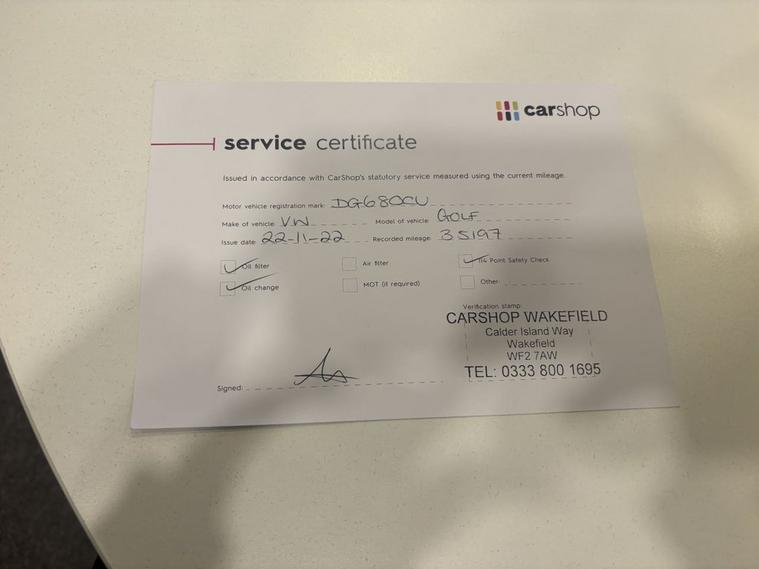 carshop
service certificate
Issued in accordance with CarShop's statutory service measured using the current mileage.
Motor vehicle registration mark: DG68OCU
Make of vehicle: VW Model of vehicle: GOLF
Issue date: 22-11-22 Recorded mileage: 35197
Oil filter Air filter 114 Point Safety Check
Oil change MOT (if required) Other:
Verification stamp:
CARSHOP WAKEFIELD
Calder Island Way
Wakefield
WF2 7AW
TEL: 0333 800 1695
Signed: